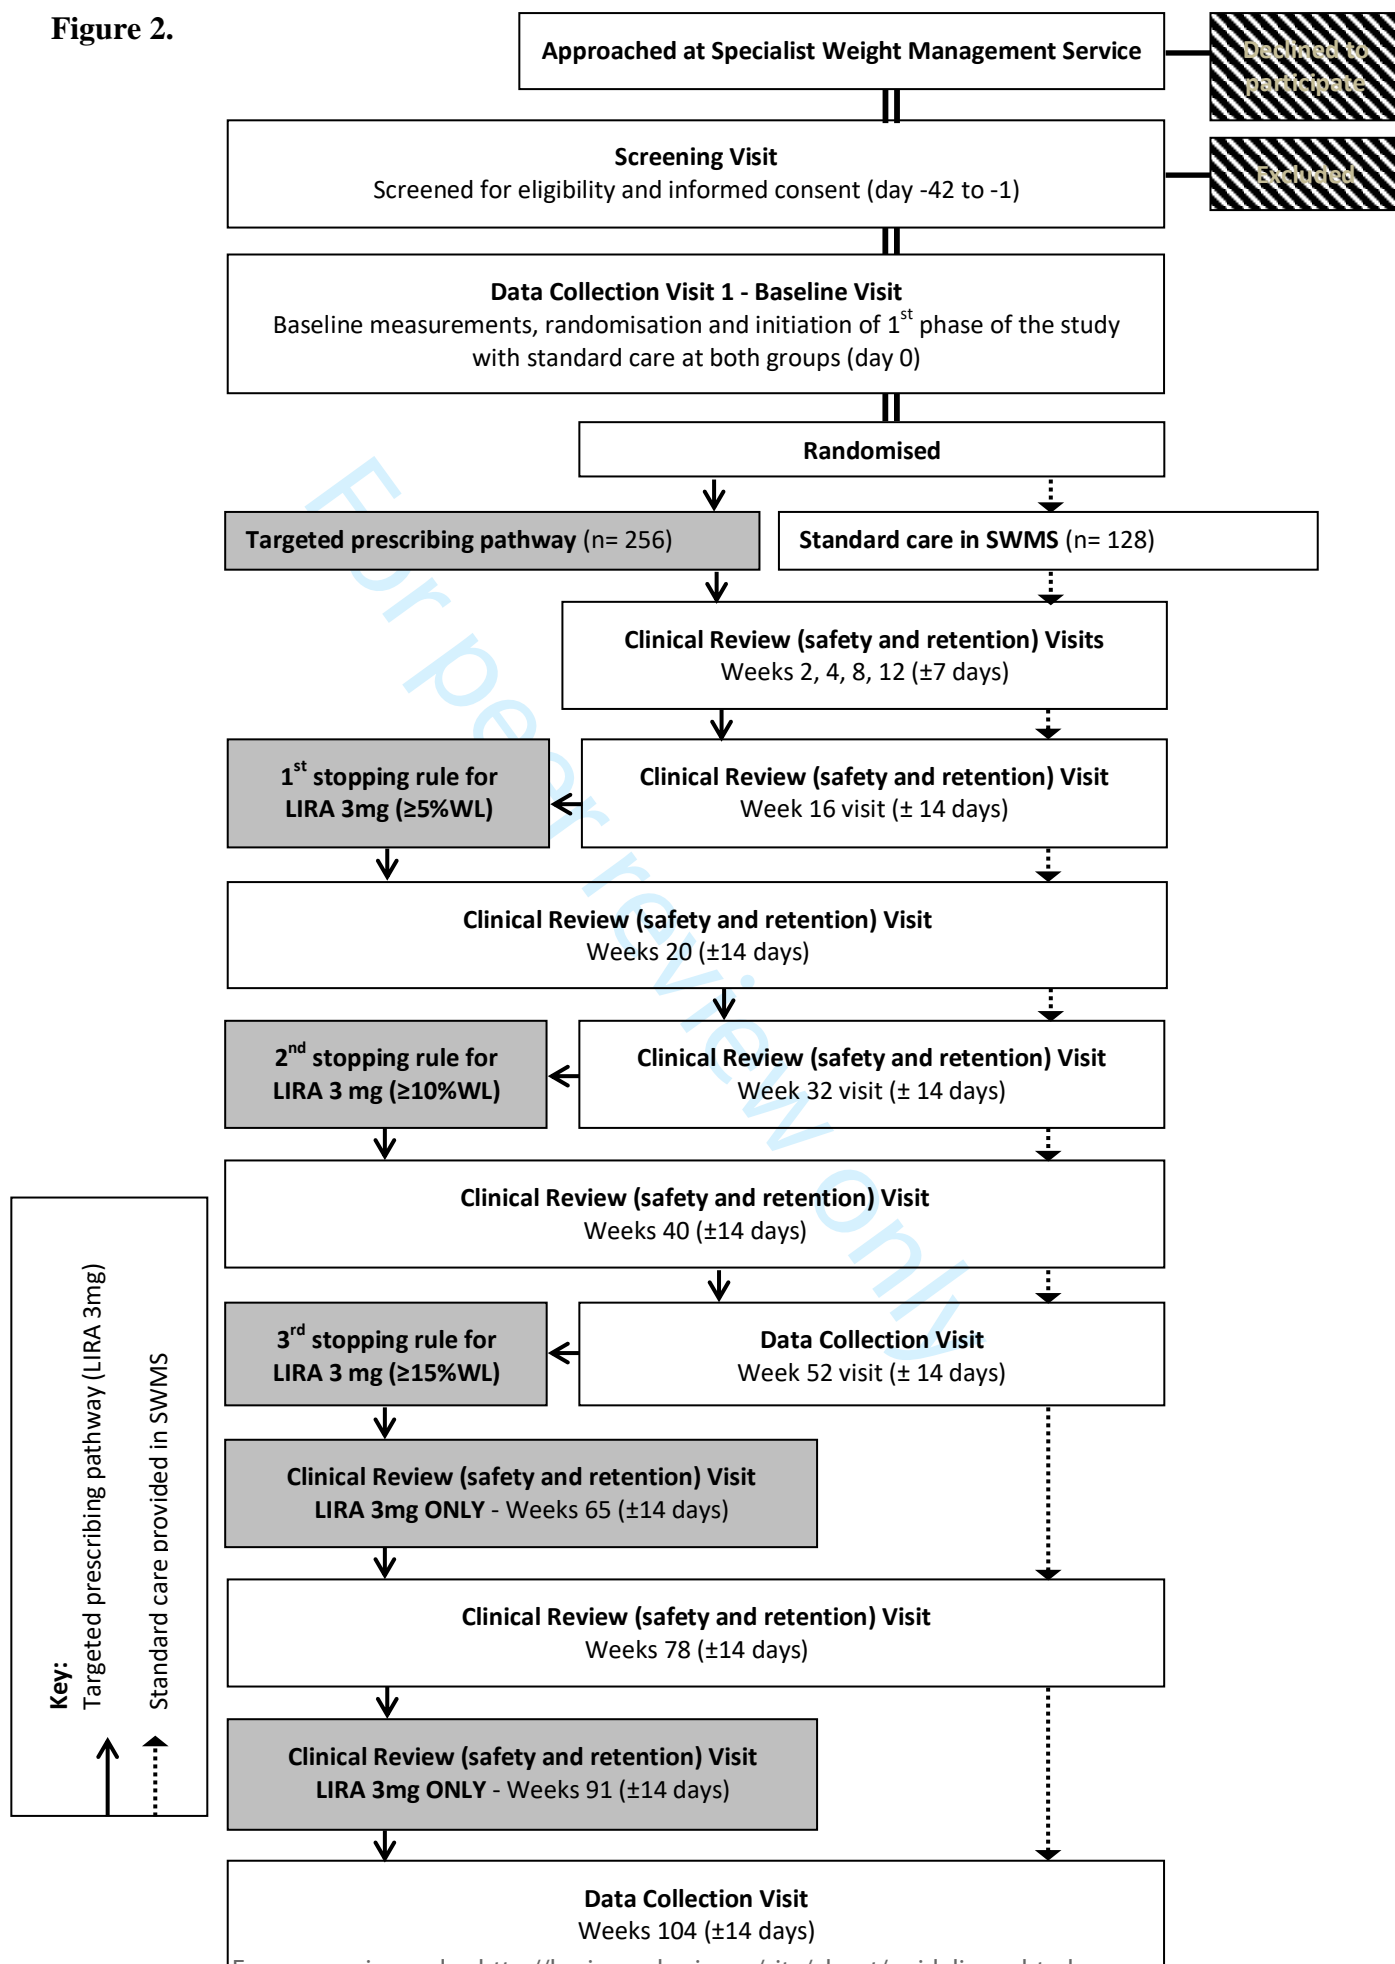 Figure 2.
Approached at Specialist Weight Management Service
Declined to
participate
Screening Visit
Screened for eligibility and informed consent (day -42 to -1)
Excluded
Data Collection Visit 1 - Baseline Visit
Baseline measurements, randomisation and initiation of 1st phase of the study
with standard care at both groups (day 0)
Randomised
Targeted prescribing pathway (n= 256)
Standard care in SWMS (n= 128)
Clinical Review (safety and retention) Visits
Weeks 2, 4, 8, 12 (±7 days)
1st stopping rule for
LIRA 3mg (≥5%WL)
Clinical Review (safety and retention) Visit
Week 16 visit (± 14 days)
Clinical Review (safety and retention) Visit
Weeks 20 (±14 days)
2nd stopping rule for
LIRA 3 mg (≥10%WL)
Clinical Review (safety and retention) Visit
Week 32 visit (± 14 days)
Clinical Review (safety and retention) Visit
Weeks 40 (±14 days)
3rd stopping rule for
LIRA 3 mg (≥15%WL)
Data Collection Visit
Week 52 visit (± 14 days)
Clinical Review (safety and retention) Visit
LIRA 3mg ONLY - Weeks 65 (±14 days)
Clinical Review (safety and retention) Visit
Weeks 78 (±14 days)
Clinical Review (safety and retention) Visit
LIRA 3mg ONLY - Weeks 91 (±14 days)
Data Collection Visit
Weeks 104 (±14 days)
Key:
Targeted prescribing pathway (LIRA 3mg)
Standard care provided in SWMS
For peer review only